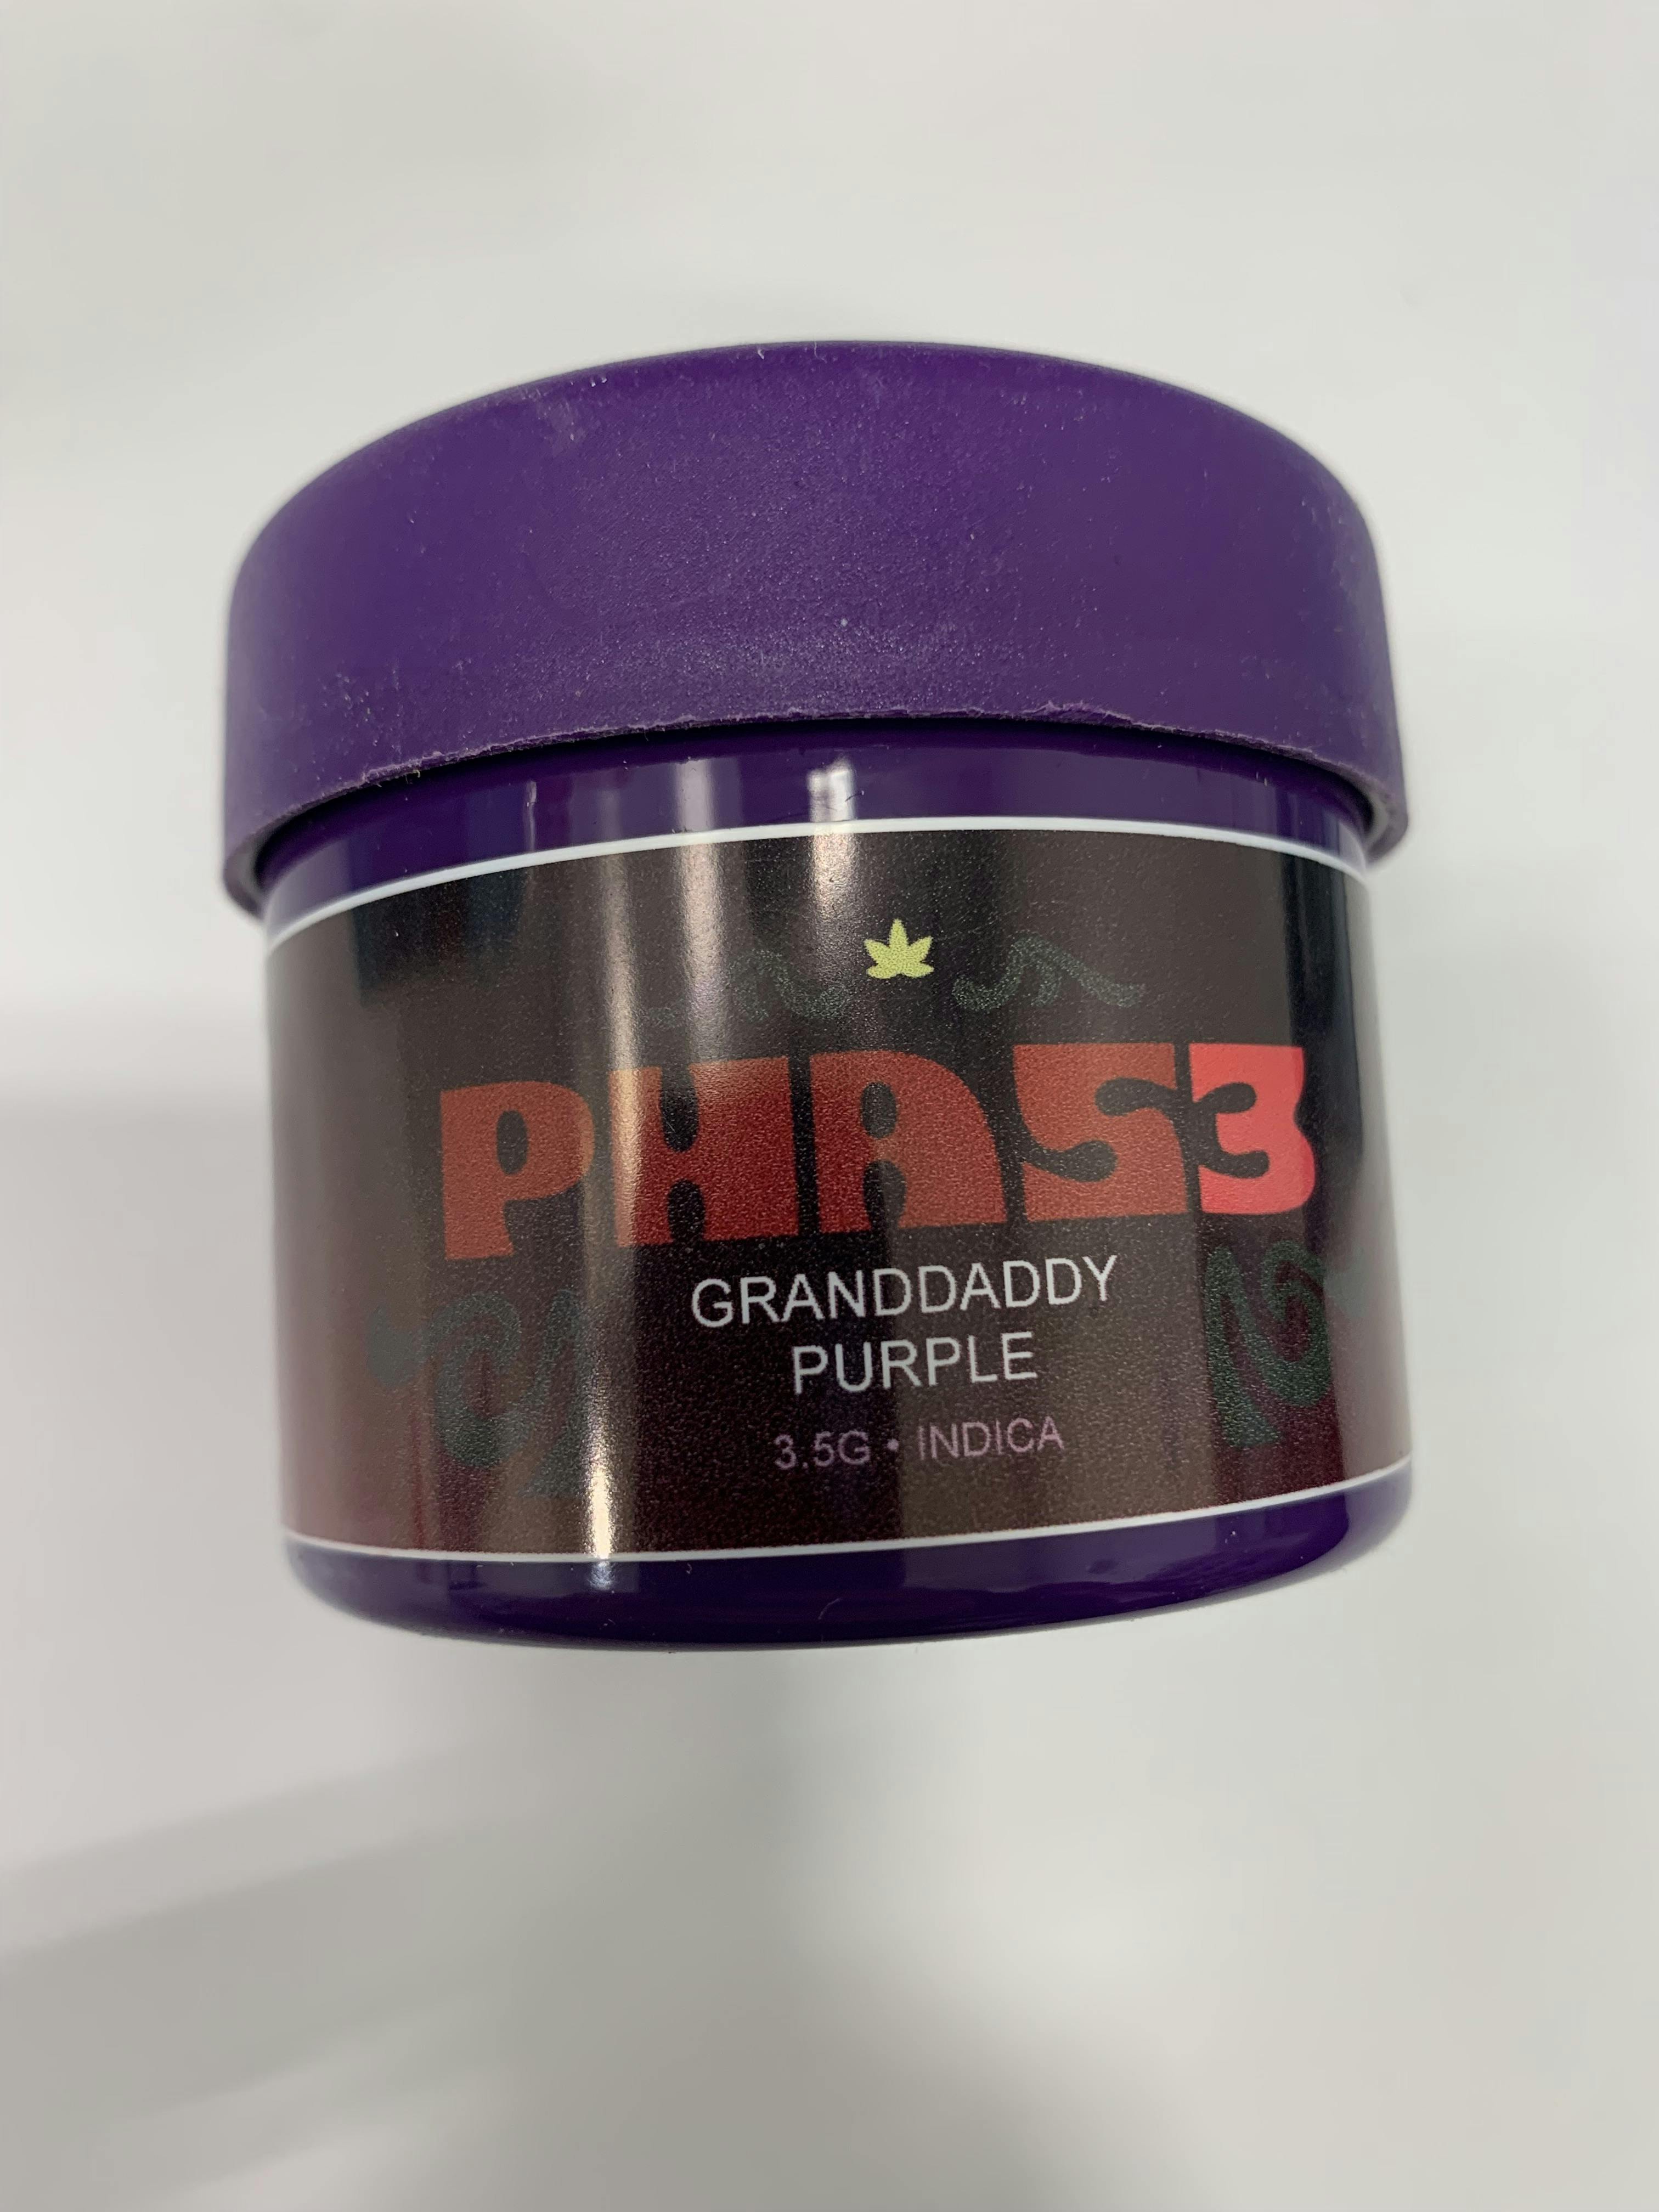 PHAS3
GRANDDADDY
PURPLE
3.5G • INDICA